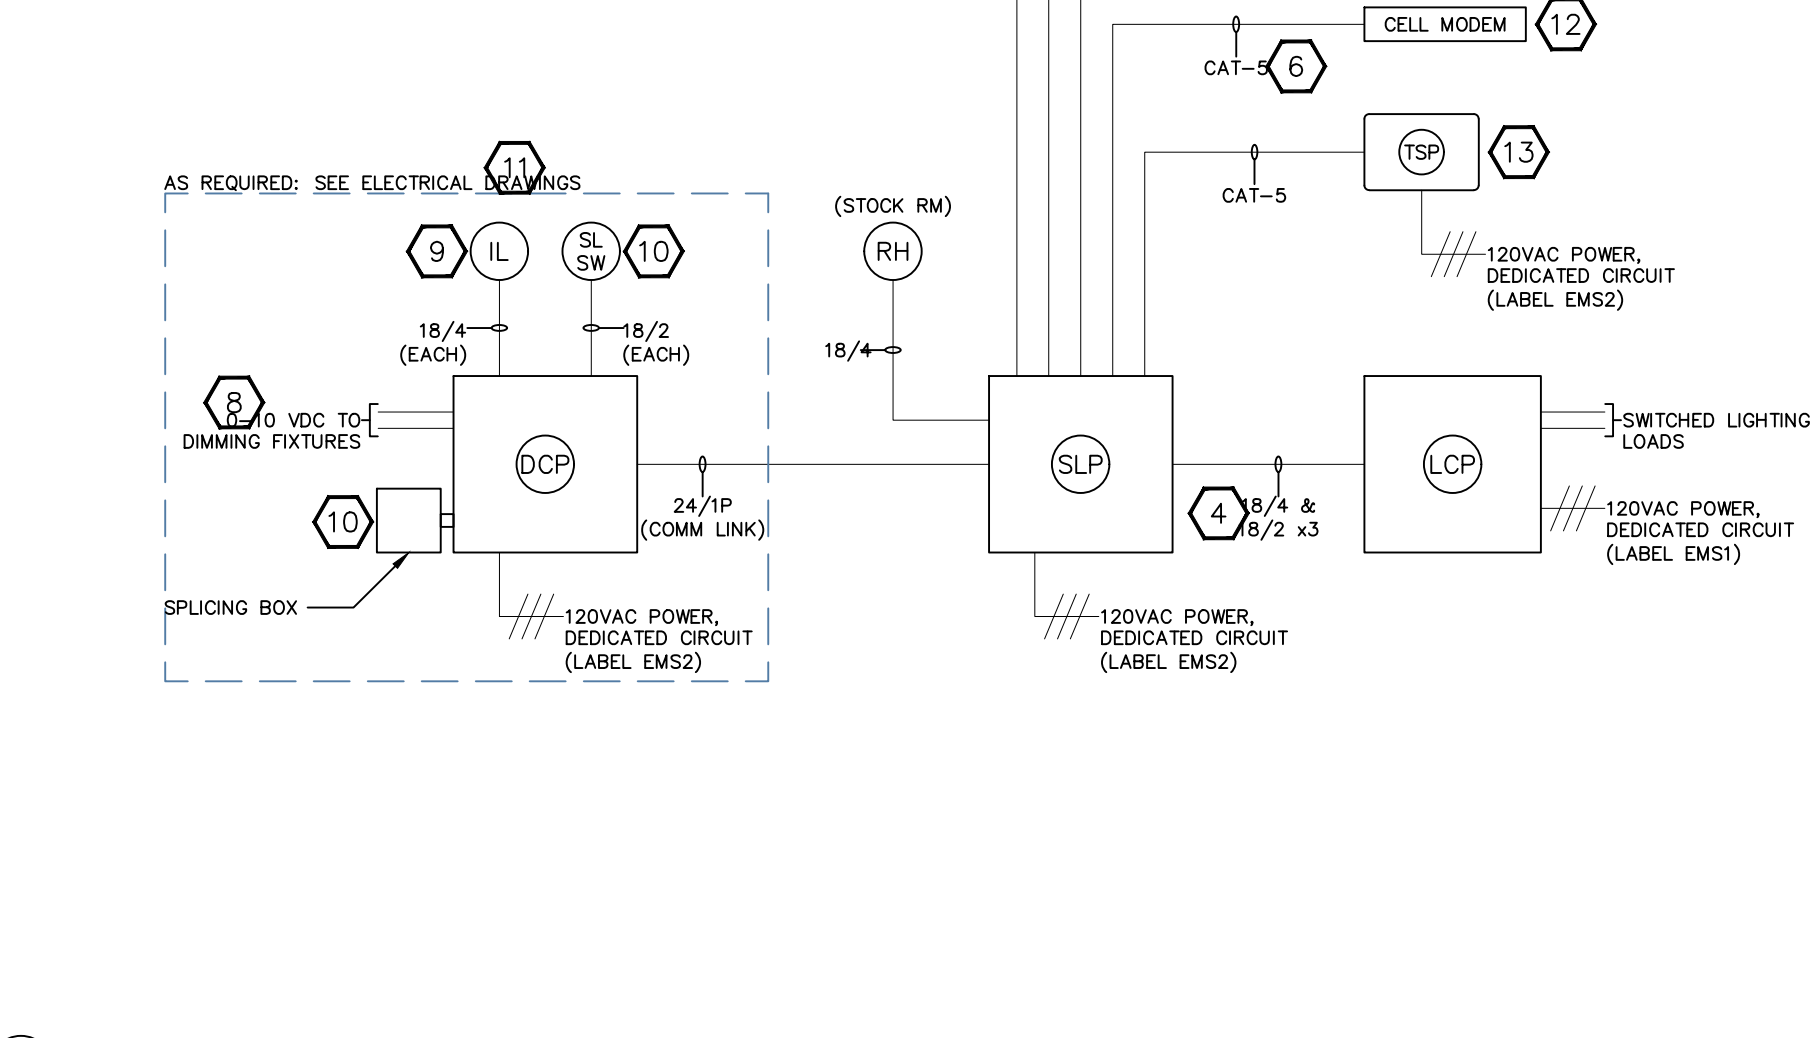 CELL MODEM
12
CAT-5
6
TSP
13
CAT-5
120VAC POWER,
DEDICATED CIRCUIT
(LABEL EMS2)
11
AS REQUIRED: SEE ELECTRICAL DRAWINGS
9
IL
SL
SW
10
18/4
(EACH)
18/2
(EACH)
(STOCK RM)
RH
18/4
8
0-10 VDC TO
DIMMING FIXTURES
DCP
10
SPLICING BOX
24/1P
(COMM LINK)
120VAC POWER,
DEDICATED CIRCUIT
(LABEL EMS2)
SLP
4
18/4 &
18/2 x3
120VAC POWER,
DEDICATED CIRCUIT
(LABEL EMS2)
LCP
SWITCHED LIGHTING
LOADS
120VAC POWER,
DEDICATED CIRCUIT
(LABEL EMS1)